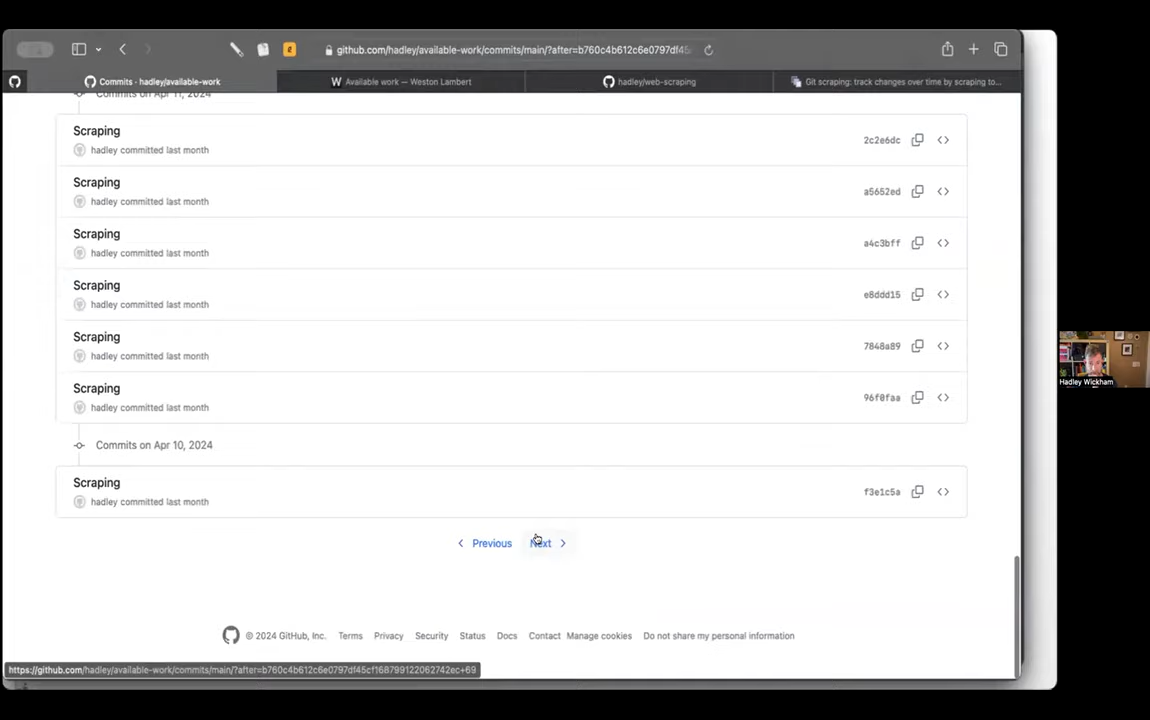 github.com/hadley/available-work/commits/main/?after=b760c4b612c6e0797df45
Commits · hadley/available-work
Available work — Weston Lambert
hadley/web-scraping
Git scraping: track changes over time by scraping to...
Commits on Apr 11, 2024
Scraping
hadley committed last month
2c2e6dc
Scraping
hadley committed last month
a5652ed
Scraping
hadley committed last month
a4c3bff
Scraping
hadley committed last month
e8ddd15
Scraping
hadley committed last month
7848a89
Scraping
hadley committed last month
96f8faa
Commits on Apr 10, 2024
Scraping
hadley committed last month
f3e1c5a
Previous
Next
© 2024 GitHub, Inc. Terms Privacy Security Status Docs Contact Manage cookies Do not share my personal information
https://github.com/hadley/available-work/commits/main/?after=b760c4b612c6e0797df45cf168799122062742ec+69
Hadley Wickham